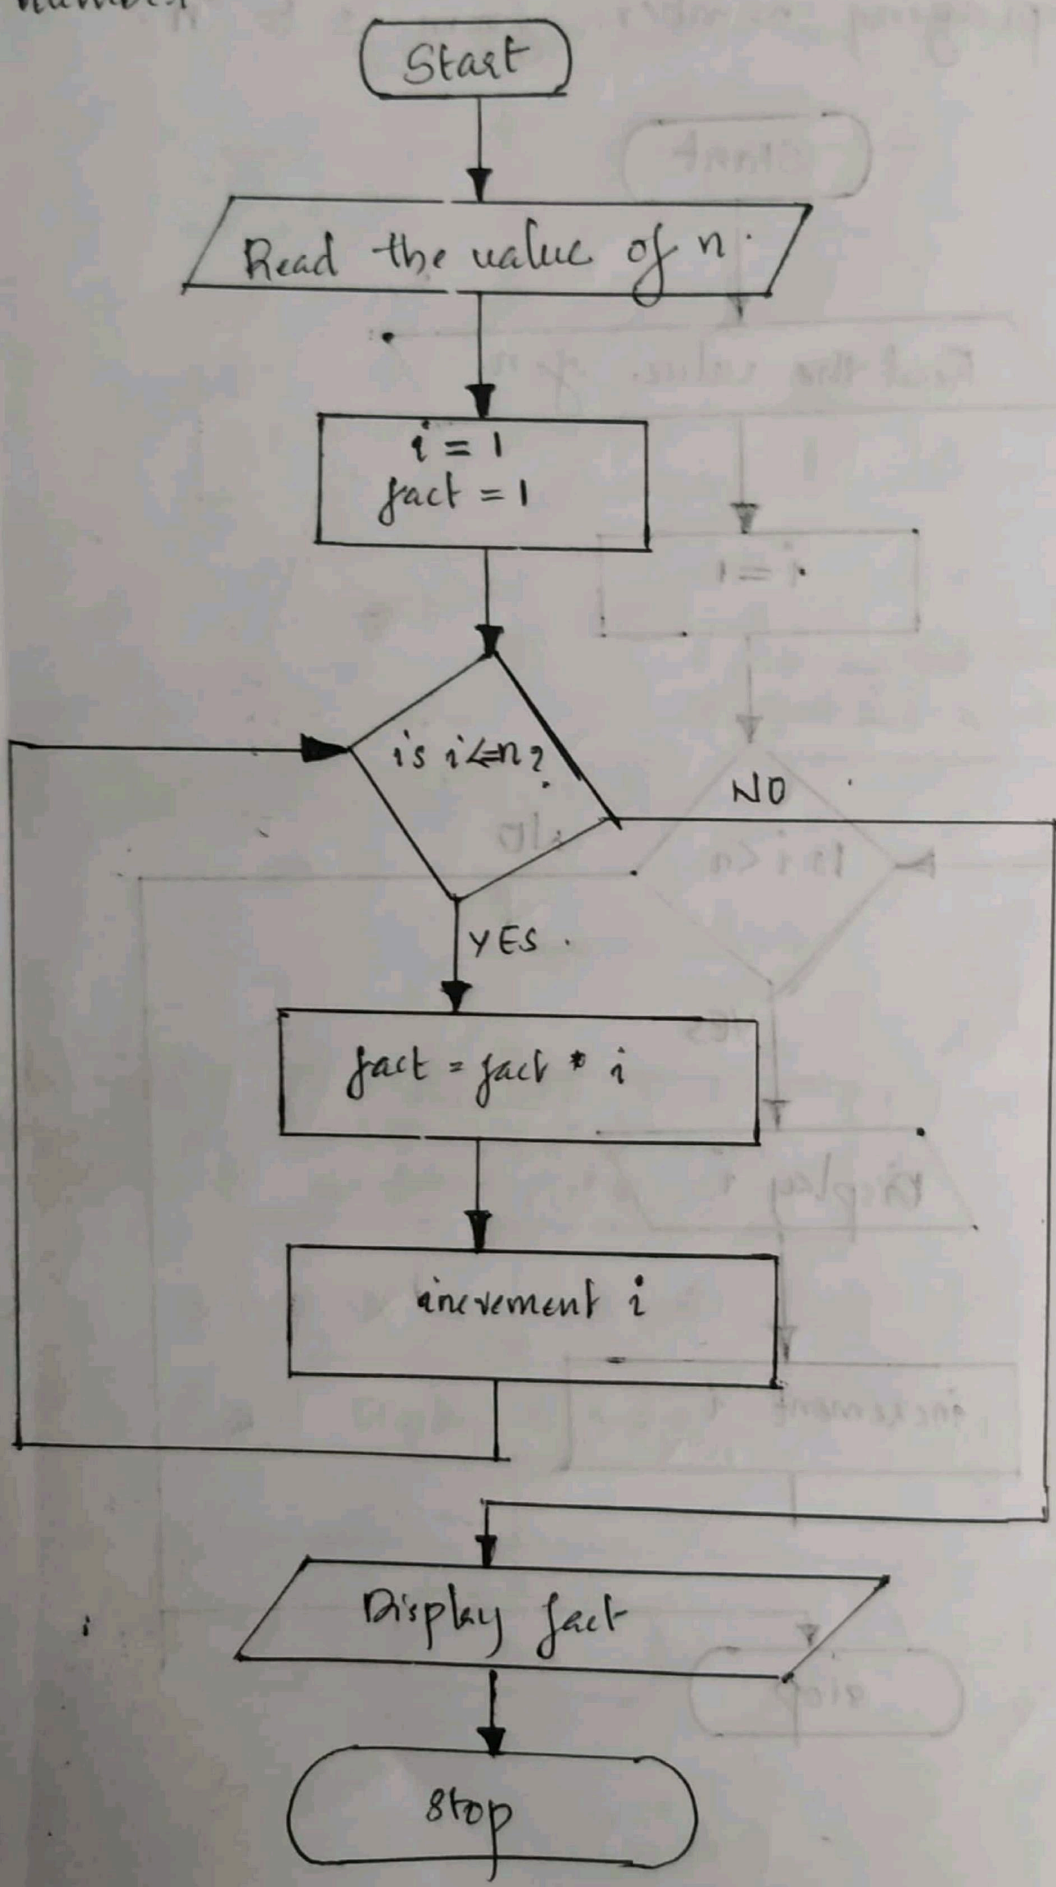 Start
Read the value of n.
i = 1
fact = 1
is i<=n?
NO
YES.
fact = fact * i
increment i
Display fact
Stop